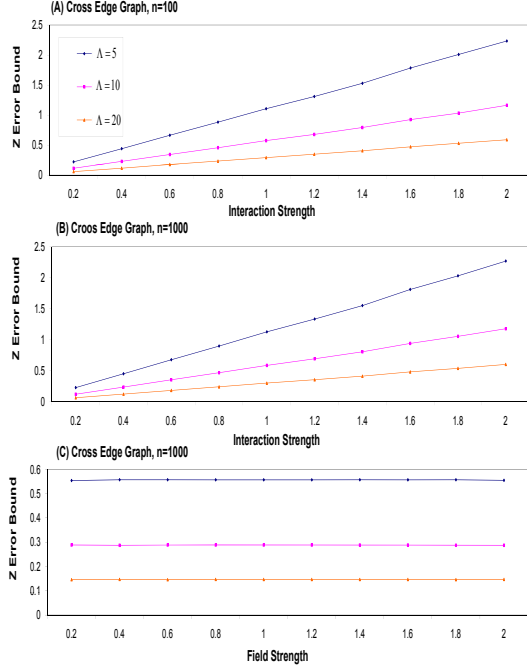 (A) Cross Edge Graph, n=100
Z Error Bound
2.5
2
1.5
1
0.5
0
Λ = 5
Λ = 10
Λ = 20
0.2 0.4 0.6 0.8 1 1.2 1.4 1.6 1.8 2
Interaction Strength
(B) Croos Edge Graph, n=1000
Z Error Bound
2.5
2
1.5
1
0.5
0
0.2 0.4 0.6 0.8 1 1.2 1.4 1.6 1.8 2
Interaction Strength
(C) Cross Edge Graph, n=1000
Z Error Bound
0.6
0.5
0.4
0.3
0.2
0.1
0
0.2 0.4 0.6 0.8 1 1.2 1.4 1.6 1.8 2
Field Strength